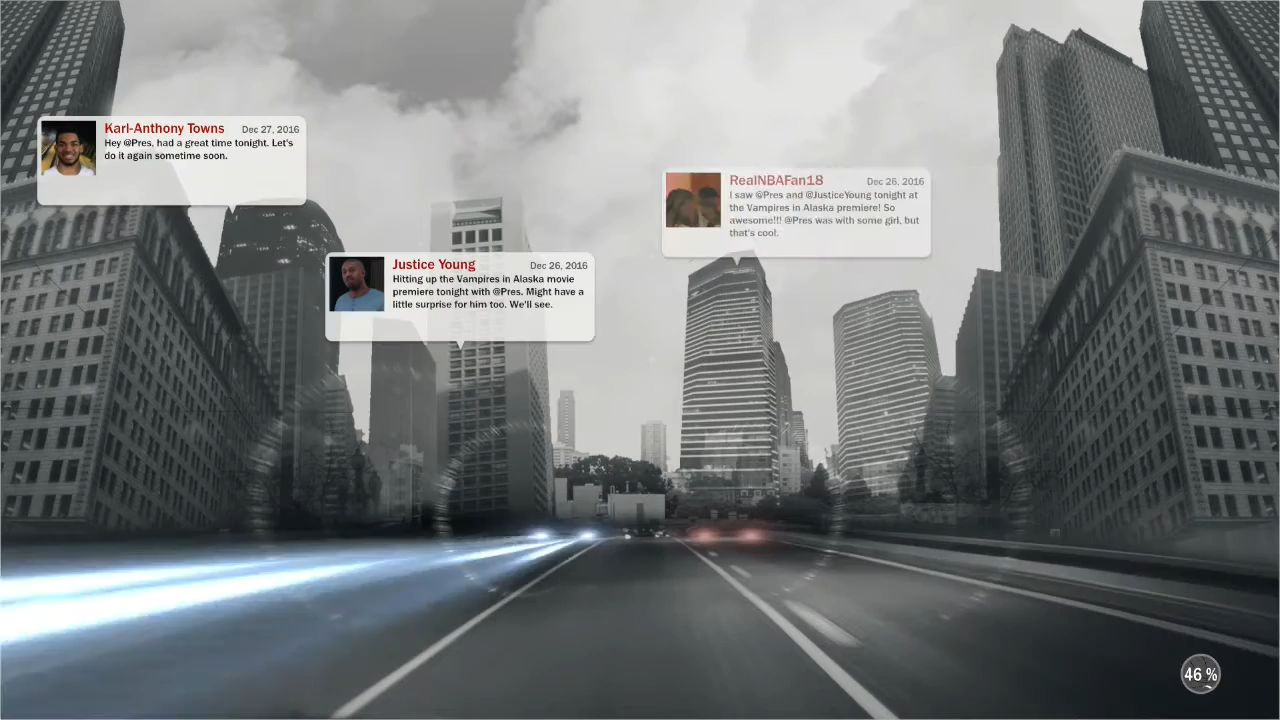 Karl-Anthony Towns Dec 27, 2016
Hey @Pres, had a great time tonight. Let's
do it again sometime soon.
RealNBAFan18 Dec 26, 2016
I saw @Pres and @JusticeYoung tonight at
the Vampires in Alaska premiere! So
awesome!!! @Pres was with some girl, but
that's cool.
Justice Young Dec 26, 2016
Hitting up the Vampires in Alaska movie
premiere tonight with @Pres. Might have a
little surprise for him too. We'll see.
46 %